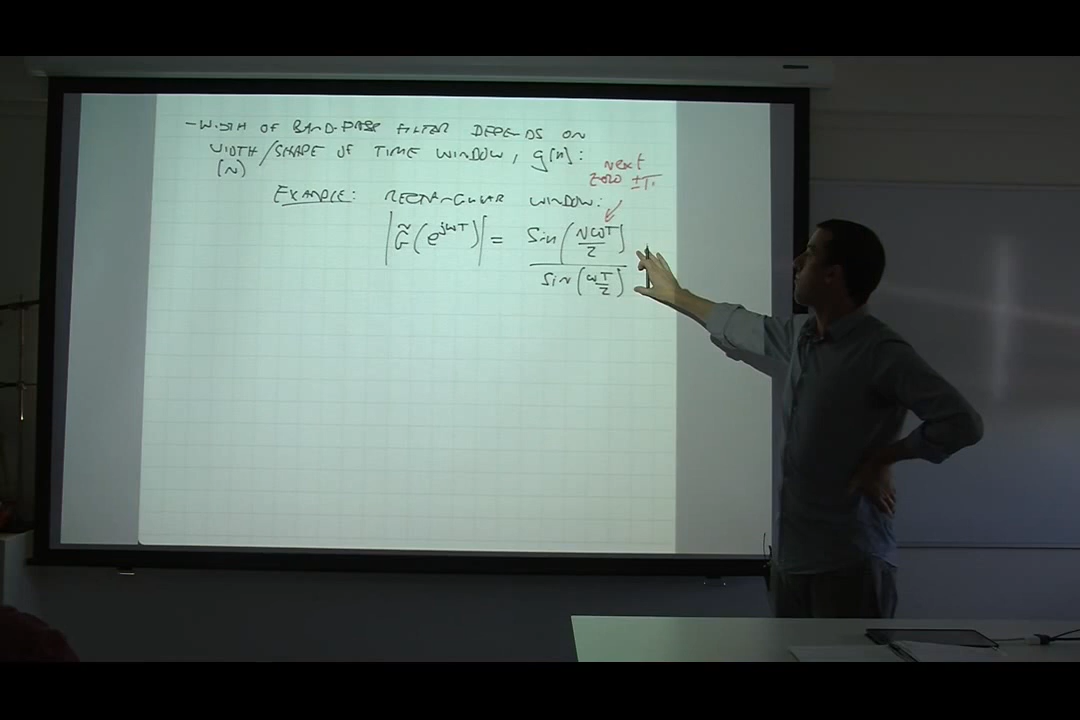 - WIDTH OF BAND-PASS FILTER DEPENDS ON
WIDTH/SHAPE OF TIME WINDOW, g[n]:
(N)
NEXT
ZERO ±π
EXAMPLE: RECTANGULAR WINDOW:
|G̃(e^{jωT})| = Sin(NωT/2) / Sin(ωT/2)